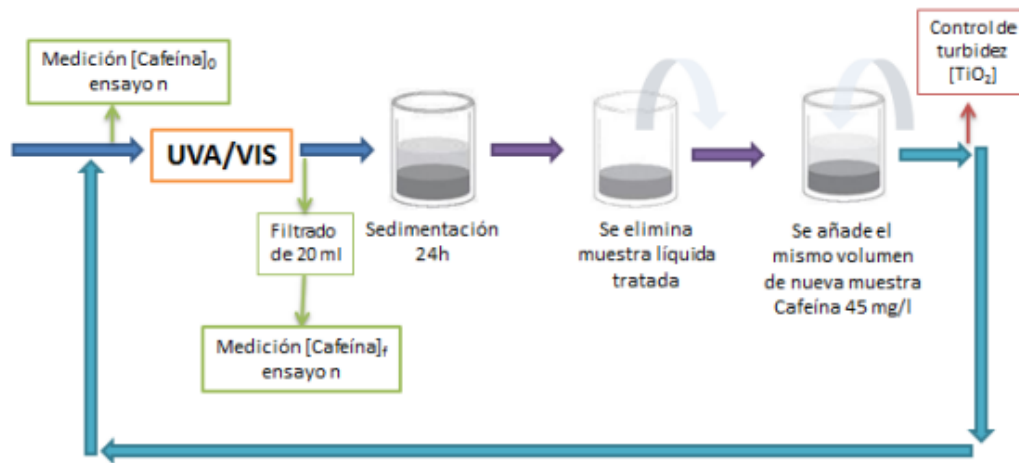 Medición [Cafeína]₀
ensayo n
UVA/VIS
Filtrado
de 20 ml
Medición [Cafeína]f
ensayo n
Sedimentación
24h
Se elimina
muestra líquida
tratada
Se añade el
mismo volumen
de nueva muestra
Cafeína 45 mg/l
Control de
turbidez
[TiO₂]